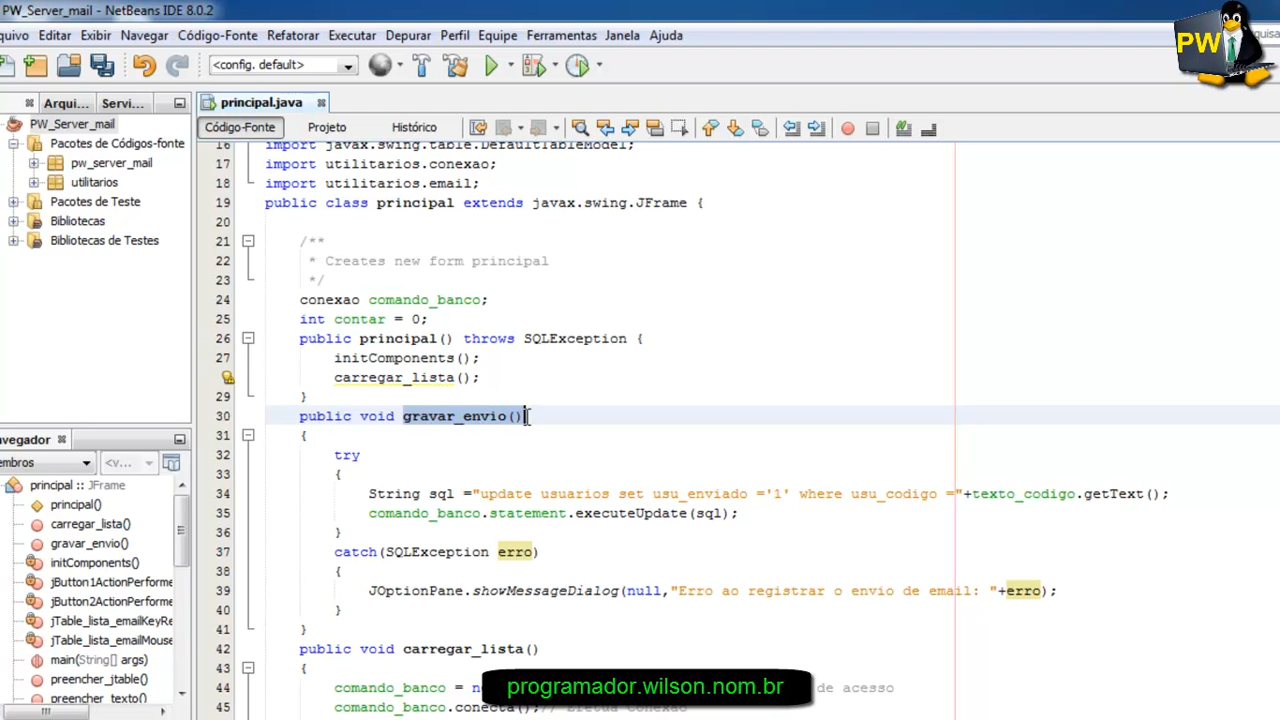 PW_Server_mail - NetBeans IDE 8.0.2
quivo Editar Exibir Navegar Código-Fonte Refatorar Executar Depurar Perfil Equipe Ferramentas Janela Ajuda
<config. default>
PW
Arqui... Servi...
principal.java
PW_Server_mail
Pacotes de Códigos-fonte
pw_server_mail
utilitarios
Pacotes de Teste
Bibliotecas
Bibliotecas de Testes
Código-Fonte Projeto Histórico
16 import javax.swing.table.DefaultTableModel;
17 import utilitarios.conexao;
18 import utilitarios.email;
19 public class principal extends javax.swing.JFrame {
20
21 /**
22 * Creates new form principal
23 */
24 conexao comando_banco;
25 int contar = 0;
26 public principal() throws SQLException {
27 initComponents();
carregar_lista();
29 }
30 public void gravar_envio()
31 {
32 try
33 {
34 String sql ="update usuarios set usu_enviado ='1' where usu_codigo ="+texto_codigo.getText();
35 comando_banco.statement.executeUpdate(sql);
36 }
37 catch(SQLException erro)
38 {
39 JOptionPane.showMessageDialog(null,"Erro ao registrar o envio de email: "+erro);
40 }
41 }
42 public void carregar_lista()
43 {
44 comando_banco = de acesso
45 comando_banco.conecta();
avegador
embros <v...
principal :: JFrame
principal()
carregar_lista()
gravar_envio()
initComponents()
jButton1ActionPerforme
jButton2ActionPerforme
jTable_lista_emailKeyRe
jTable_lista_emailMouse
main(String[] args)
preencher_jtable()
preencher_texto()
programador.wilson.nom.br